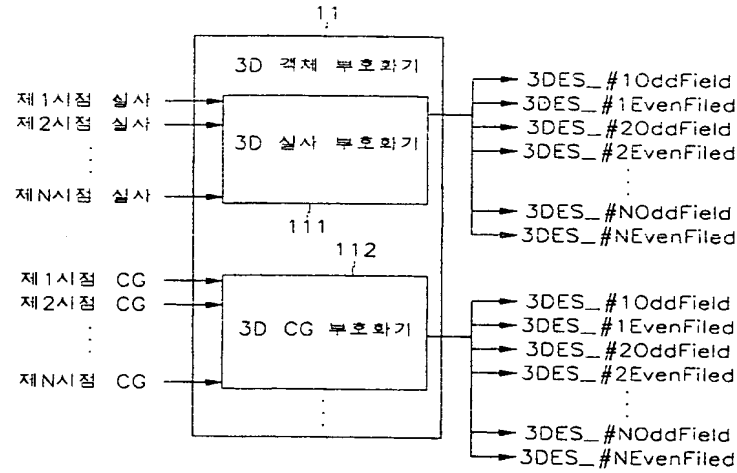 11
3D 객체 부호화기
제1시점 실사
제2시점 실사
제N시점 실사
3D 실사 부호화기
111
3DES_#1OddField
3DES_#1EvenFiled
3DES_#2OddField
3DES_#2EvenFiled
3DES_#NOddField
3DES_#NEvenFiled
112
제1시점 CG
제2시점 CG
제N시점 CG
3D CG 부호화기
3DES_#1OddField
3DES_#1EvenFiled
3DES_#2OddField
3DES_#2EvenFiled
3DES_#NOddField
3DES_#NEvenFiled